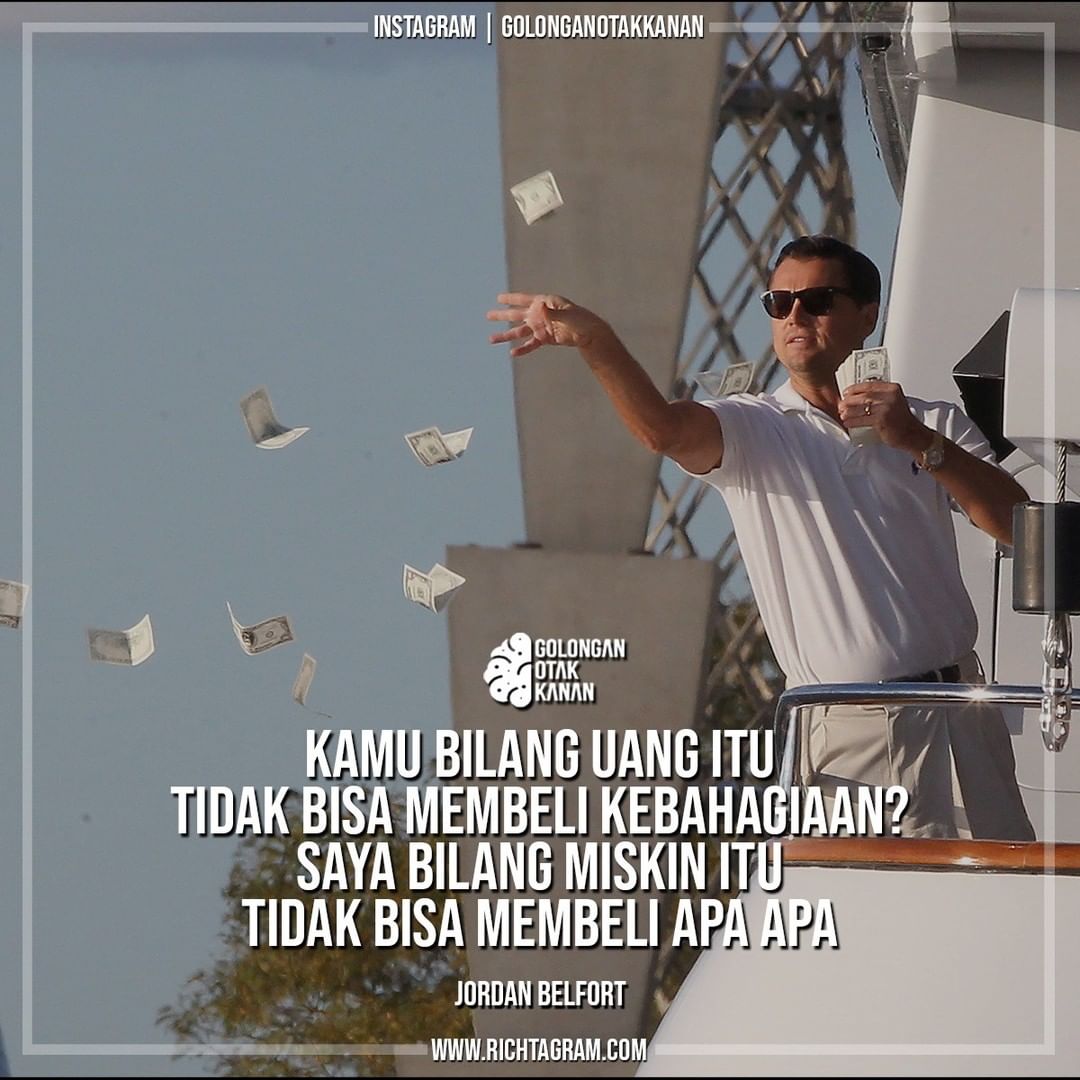 INSTAGRAM | GOLONGANOTAKKANAN
GOLONGAN
OTAK
KANAN
KAMU BILANG UANG ITU
TIDAK BISA MEMBELI KEBAHAGIAAN?
SAYA BILANG MISKIN ITU
TIDAK BISA MEMBELI APA APA
JORDAN BELFORT
WWW.RICHTAGRAM.COM